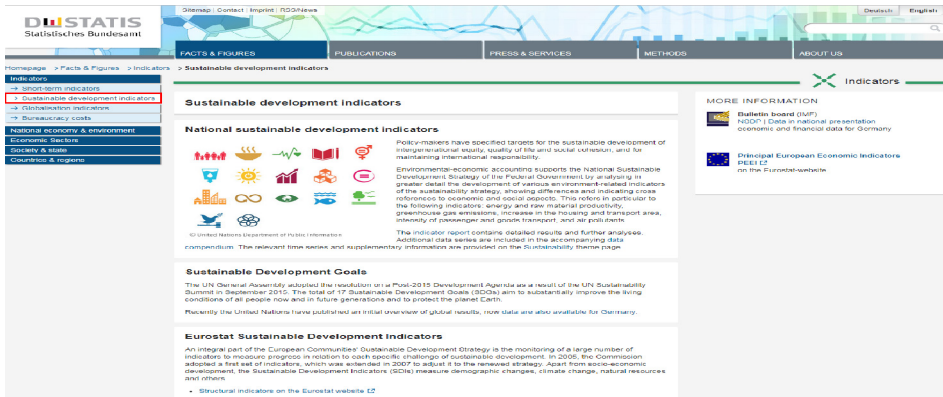 Sitemap | Contact | Imprint | RSS/News
Deutsch
English
DESTATIS
Statistisches Bundesamt
FACTS & FIGURES
PUBLICATIONS
PRESS & SERVICES
METHODS
ABOUT US
Homepage > Facts & Figures > Indicators > Sustainable development indicators
Indicators
→ Short-term indicators
> Sustainable development indicators
→ Globalisation indicators
→ Bureaucracy costs
National economy & environment
Economic Sectors
Society & state
Countries & regions
Sustainable development indicators
National sustainable development indicators
Policy-makers have specified targets for the sustainable development of
intergenerational equity, quality of life and social cohesion, and for
maintaining international responsibility.
Environmental-economic accounting supports the National Sustainable
Development Strategy of the Federal Government by analysing in
greater detail the development of various environment-related indicators
of the sustainability strategy, showing differences and indicating cross
references to economic and social aspects. This refers in particular to
the following indicators: energy and raw material productivity,
greenhouse gas emissions, increase in the housing and transport area,
intensity of passenger and goods transport, and air pollutants.
© United Nations Department of Public Information
The indicator report contains detailed results and further analyses.
Additional data series are included in the accompanying data
compendium. The relevant time series and supplementary information are provided on the Sustainability theme page.
Sustainable Development Goals
The UN General Assembly adopted the resolution on a Post-2015 Development Agenda as a result of the UN Sustainability
Summit in September 2015. The total of 17 Sustainable Development Goals (SDGs) aim to substantially improve the living
conditions of all people now and in future generations and to protect the planet Earth.
Recently the United Nations have published an initial overview of global results, now data are also available for Germany.
Eurostat Sustainable Development Indicators
An integral part of the European Communities' Sustainable Development Strategy is the monitoring of a large number of
indicators to measure progress in relation to each specific challenge of sustainable development. In 2005, the Commission
adopted a first set of indicators, which was extended in 2007 to adjust it to the renewed strategy. Apart from socio-economic
development, the Sustainable Development Indicators (SDIs) measure demographic changes, climate change, natural resources
and others.
• Structural indicators on the Eurostat website
Indicators
MORE INFORMATION
Bulletin board (IMF)
NSDP | Data in national presentation
economic and financial data for Germany
Principal European Economic Indicators
PEEI
on the Eurostat-website